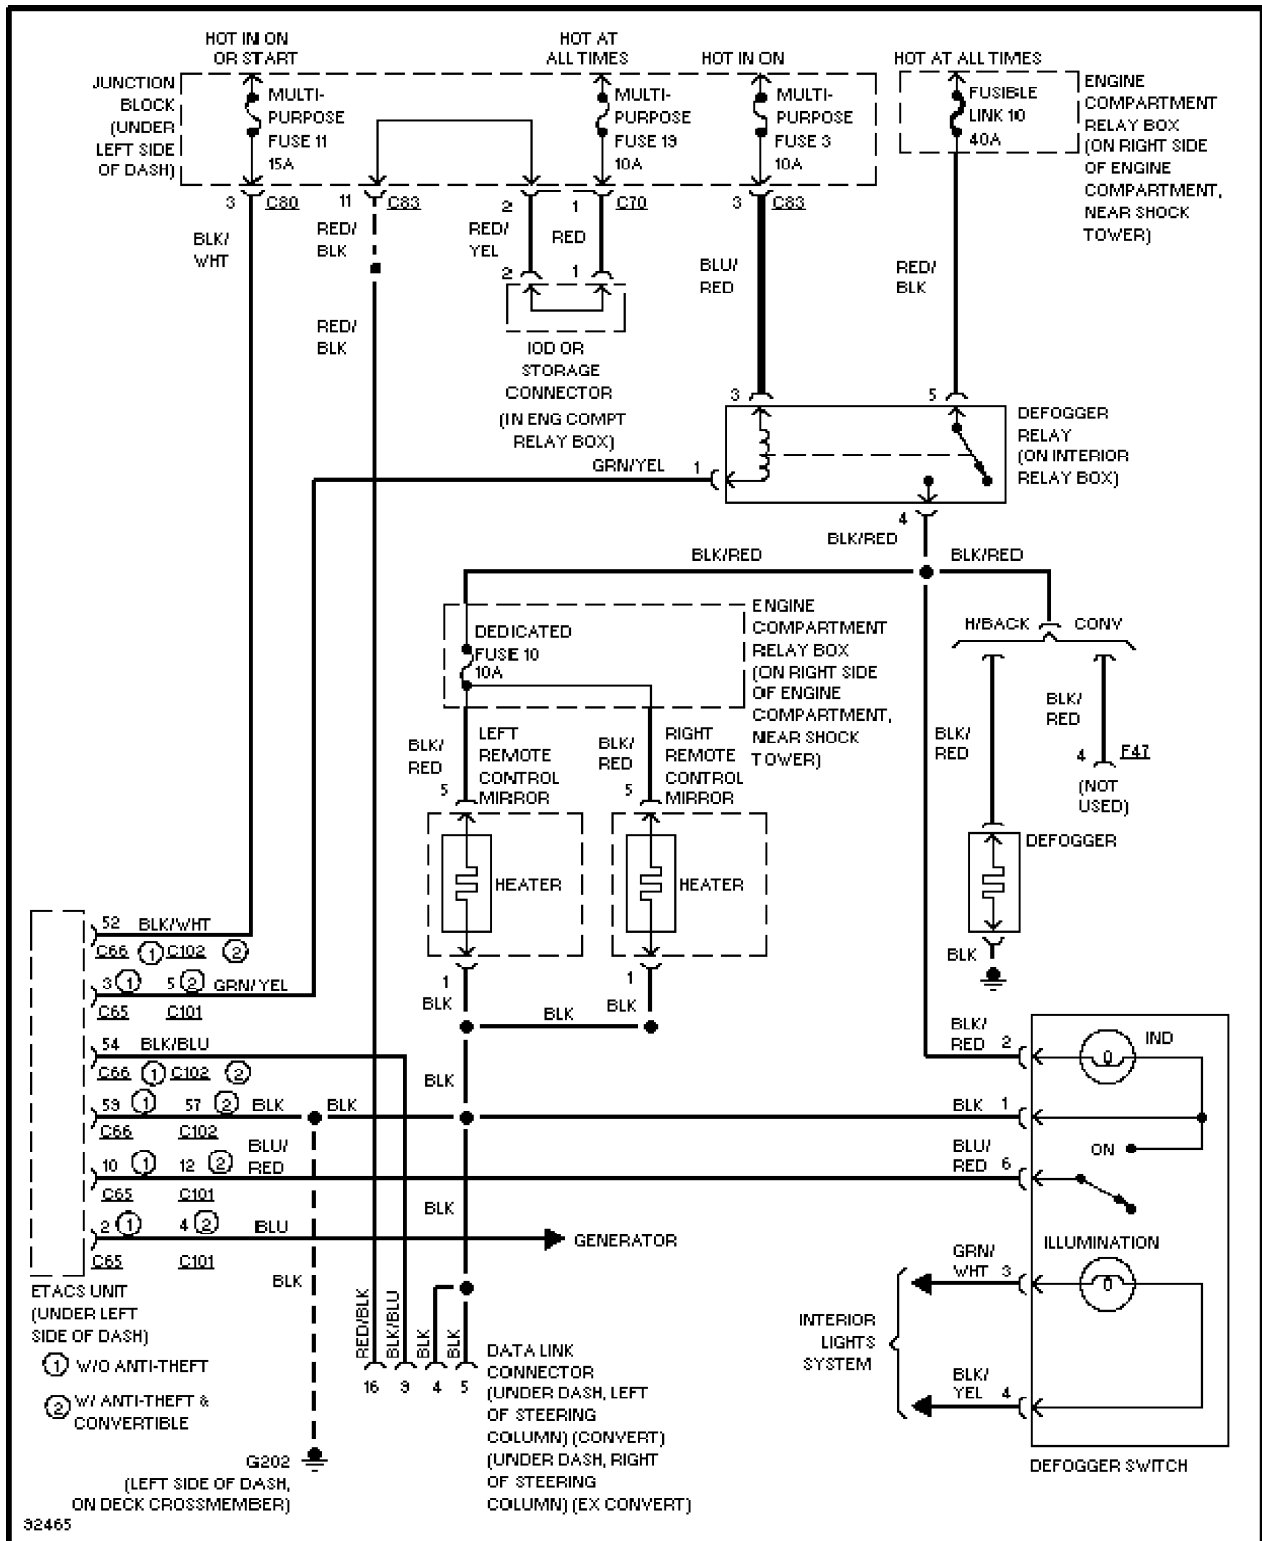 HOT IN ON
OR START
HOT AT
ALL TIMES
HOT IN ON
HOT AT ALL TIMES
JUNCTION
BLOCK
(UNDER
LEFT SIDE
OF DASH)
MULTI-
PURPOSE
FUSE 11
15A
MULTI-
PURPOSE
FUSE 19
10A
MULTI-
PURPOSE
FUSE 3
10A
FUSIBLE
LINK 10
40A
ENGINE
COMPARTMENT
RELAY BOX
(ON RIGHT SIDE
OF ENGINE
COMPARTMENT,
NEAR SHOCK
TOWER)
3 C80
11 C83
2 1 C70
3 C83
BLK/
WHT
RED/
BLK
RED/
YEL
RED
BLU/
RED
RED/
BLK
2 1
RED/
BLK
IOD OR
STORAGE
CONNECTOR
(IN ENG COMPT
RELAY BOX)
3 5
DEFOGGER
RELAY
(ON INTERIOR
RELAY BOX)
GRN/YEL 1
4
BLK/RED
BLK/RED
BLK/RED
H/BACK CONV
DEDICATED
FUSE 10
10A
ENGINE
COMPARTMENT
RELAY BOX
(ON RIGHT SIDE
OF ENGINE
COMPARTMENT,
NEAR SHOCK
TOWER)
BLK/
RED
5
LEFT
REMOTE
CONTROL
MIRROR
BLK/
RED
5
RIGHT
REMOTE
CONTROL
MIRROR
BLK/
RED
BLK/
RED
4 F47
(NOT
USED)
DEFOGGER
HEATER
HEATER
BLK
1
BLK
1
BLK
BLK
BLK
52 BLK/WHT
C66 1 C102 2
3 1 5 2 GRN/YEL
C65 C101
54 BLK/BLU
C66 1 C102 2
59 1 57 2 BLK
BLK
C66 C102
10 1 12 2 BLU/
RED
C65 C101
2 1 4 2 BLU
C65 C101
GENERATOR
BLK
BLK
BLK/
RED 2
IND
BLK 1
ON
BLU/
RED 6
ILLUMINATION
GRN/
WHT 3
BLK/
YEL 4
INTERIOR
LIGHTS
SYSTEM
DEFOGGER SWITCH
ETACS UNIT
(UNDER LEFT
SIDE OF DASH)
1 W/O ANTI-THEFT
2 W/ ANTI-THEFT &
CONVERTIBLE
RED/BLK
BLK/BLU
BLK
BLK
16 9 4 5
DATA LINK
CONNECTOR
(UNDER DASH, LEFT
OF STEERING
COLUMN) (CONVERT)
(UNDER DASH, RIGHT
OF STEERING
COLUMN) (EX CONVERT)
G202
(LEFT SIDE OF DASH,
ON DECK CROSSMEMBER)
92465